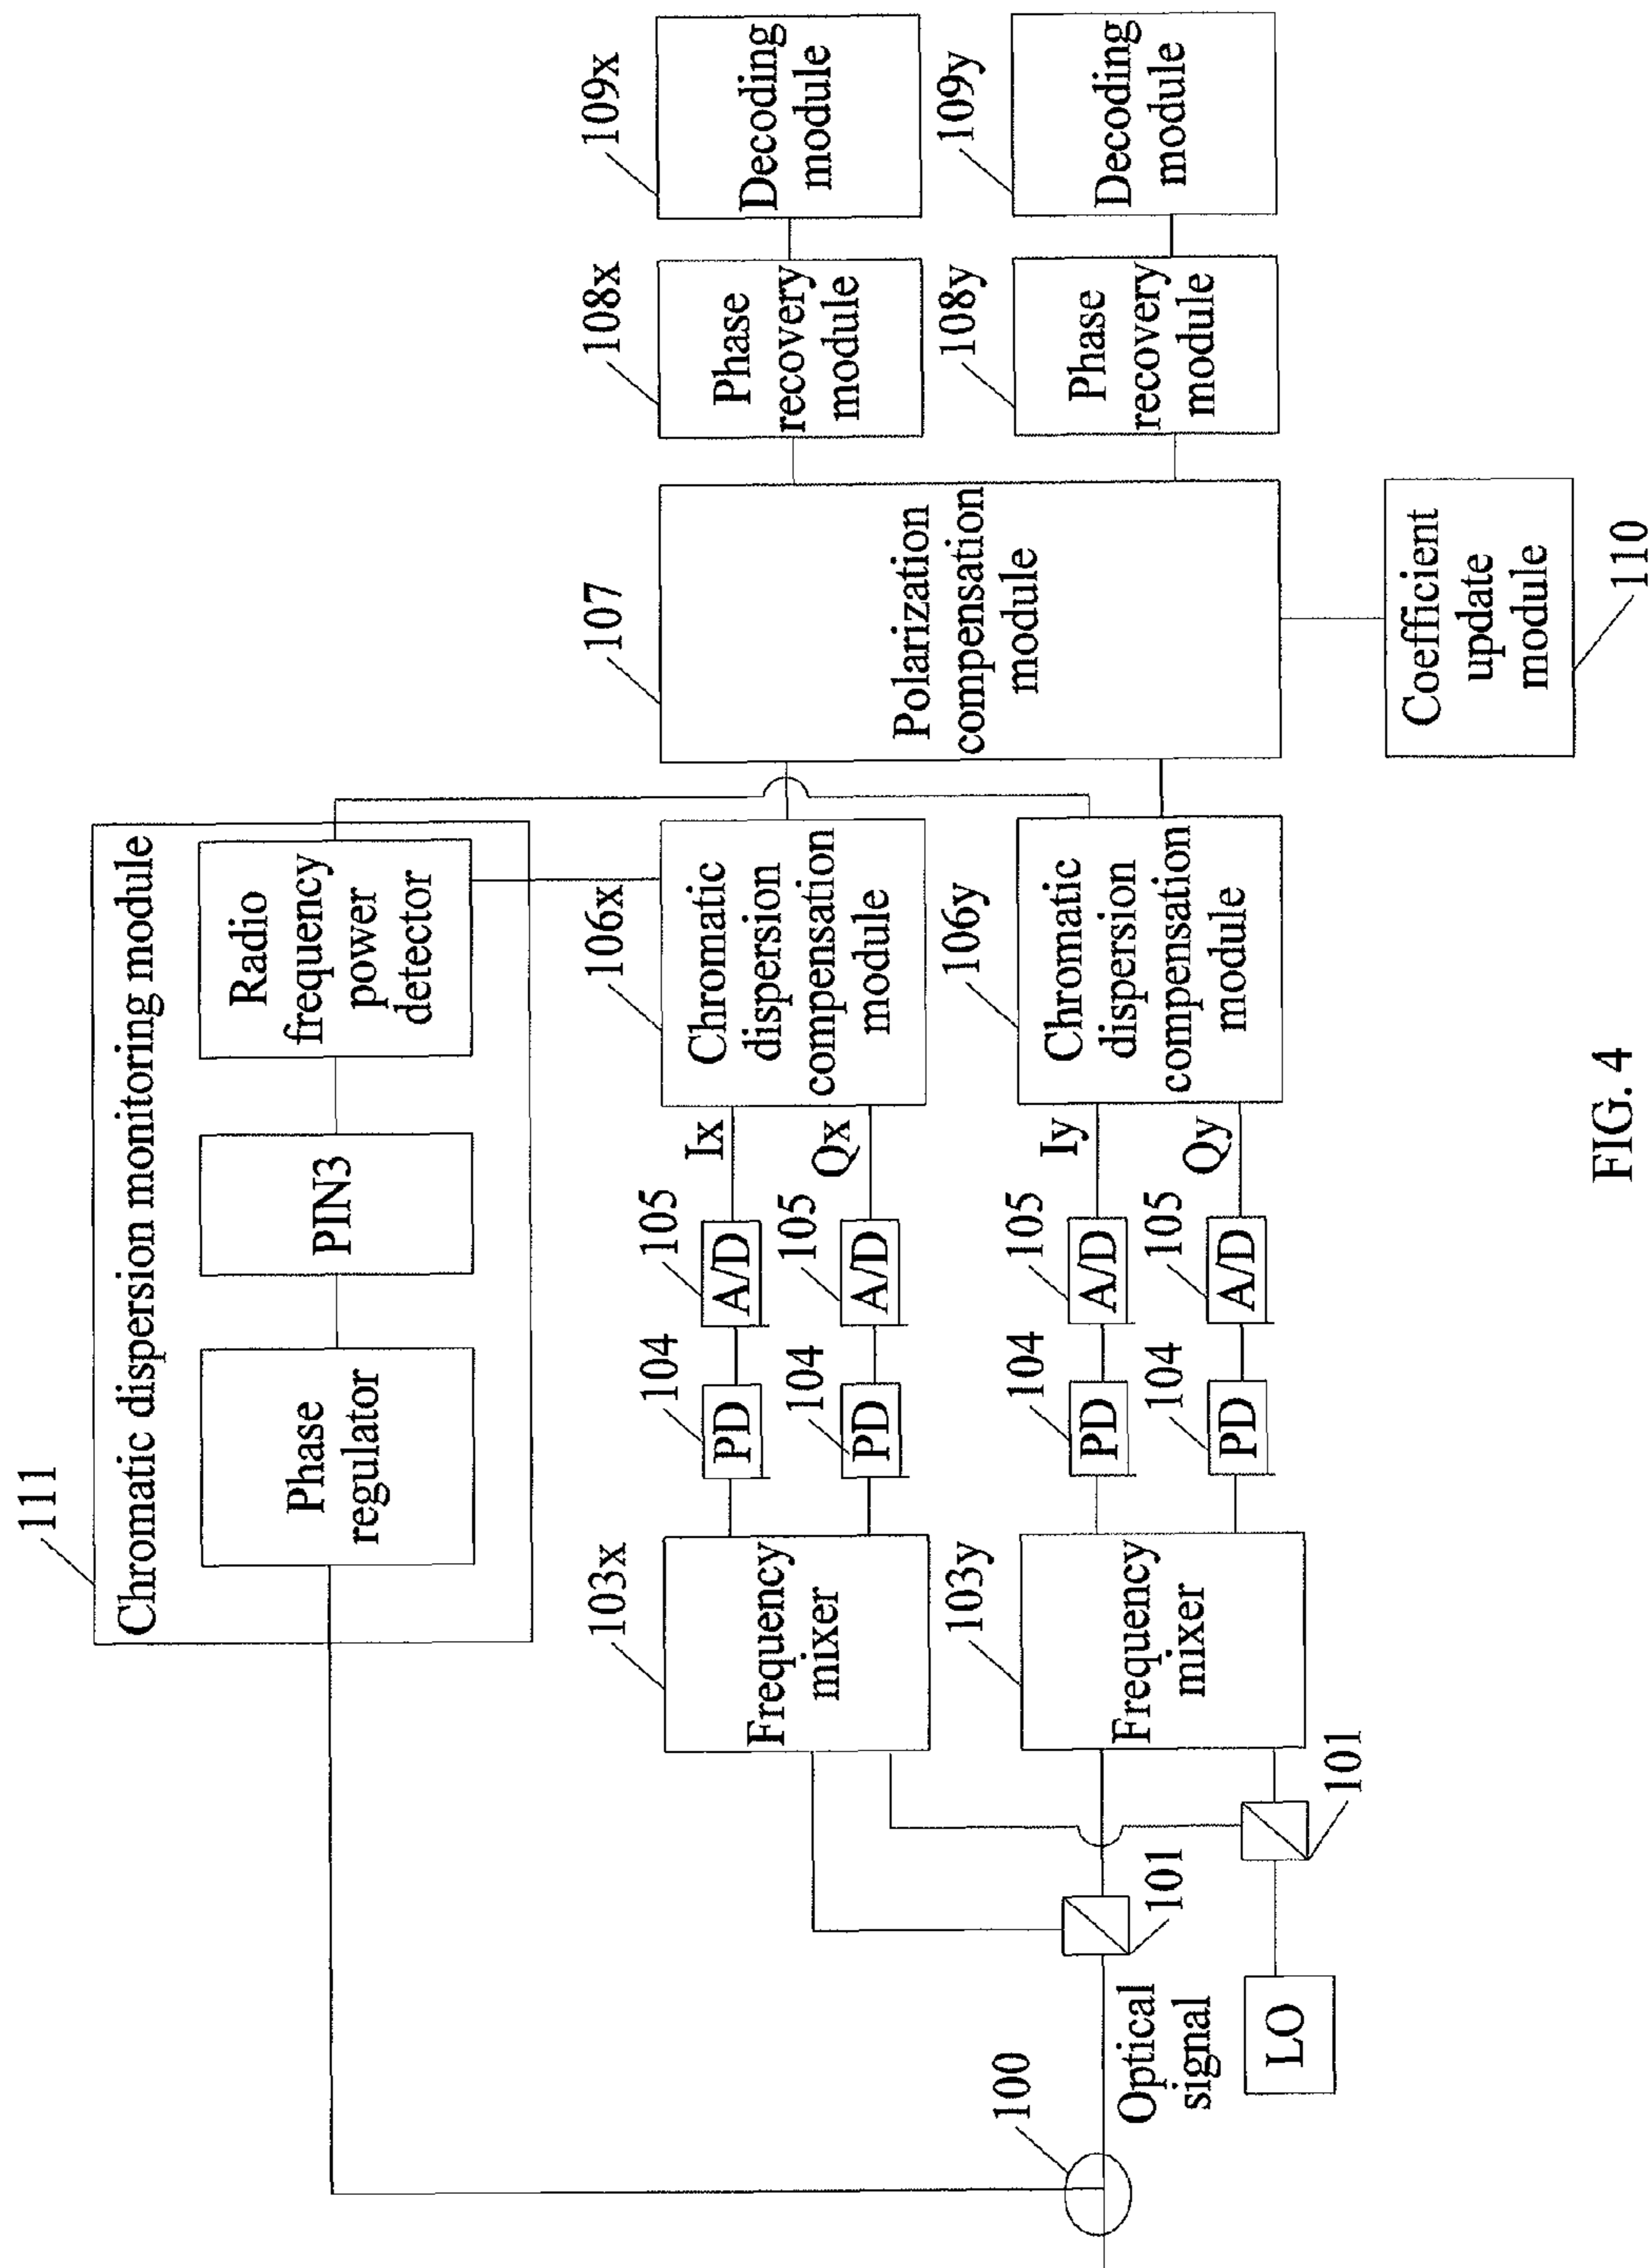 111
Chromatic dispersion monitoring module
Phase
regulator
PIN3
Radio
frequency
power
detector
103x
Frequency
mixer
104
PD
105
A/D
Ix
104
PD
105
A/D
Qx
106x
Chromatic
dispersion
compensation
module
107
Polarization
compensation
module
108x
Phase
recovery
module
109x
Decoding
module
103y
Frequency
mixer
104
PD
105
A/D
Iy
104
PD
105
A/D
Qy
106y
Chromatic
dispersion
compensation
module
108y
Phase
recovery
module
109y
Decoding
module
100
Optical
signal
101
LO
101
Coefficient
update
module
110
FIG. 4